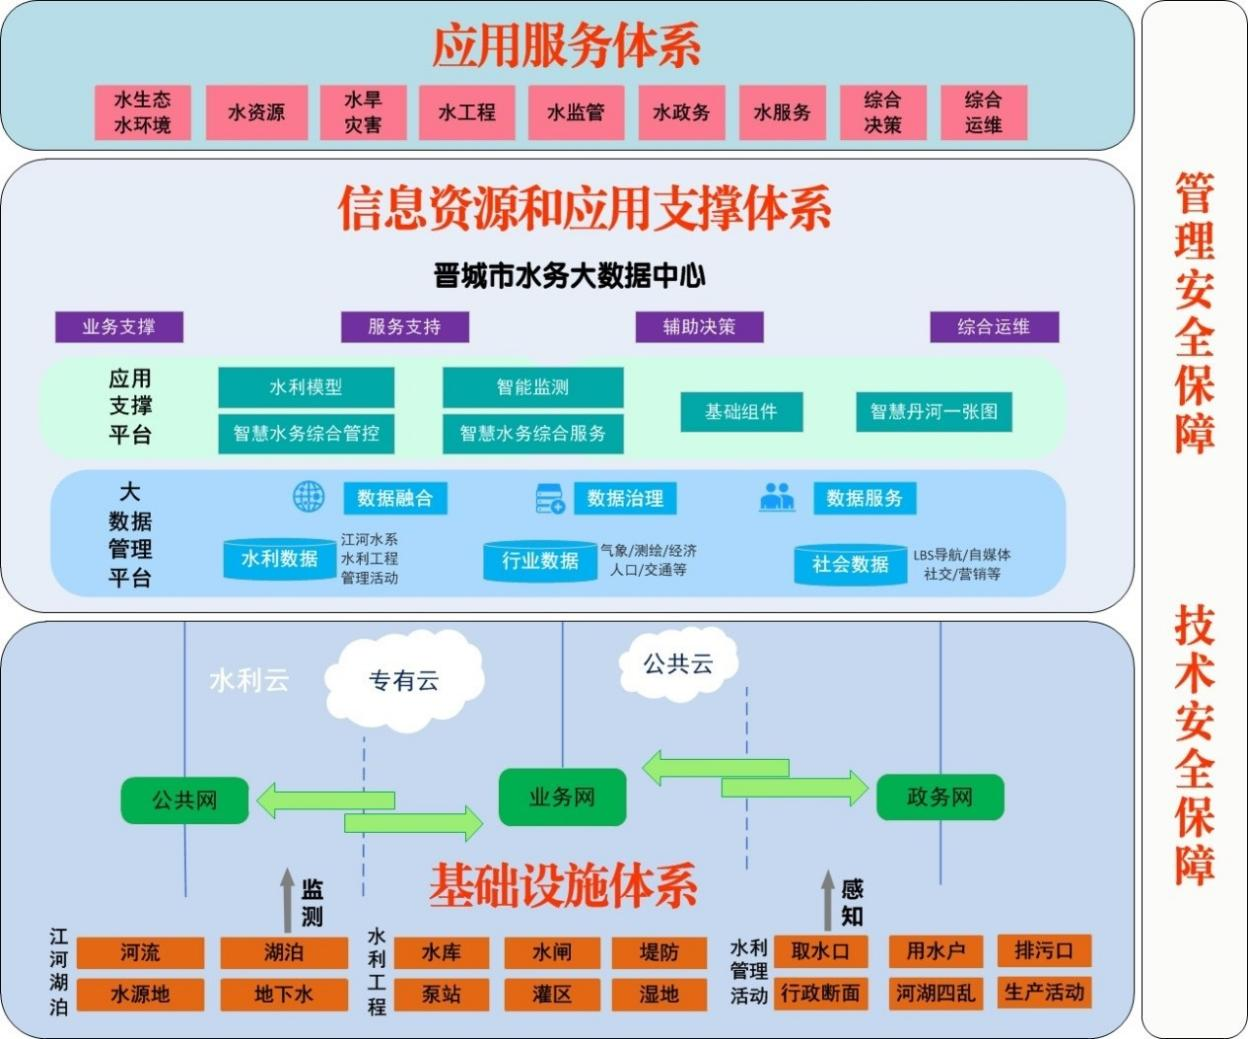 应用服务体系
水生态
水环境
水资源
水旱
灾害
水工程
水监管
水政务
水服务
综合
决策
综合
运维
信息资源和应用支撑体系
晋城市水务大数据中心
业务支撑
服务支持
辅助决策
综合运维
应用
支撑
平台
水利模型
智能监测
智慧水务综合管控
智慧水务综合服务
基础组件
智慧丹河一张图
大
数据
管理
平台
数据融合
数据治理
数据服务
水利数据
江河水系
水利工程
管理活动
行业数据
气象/测绘/经济
人口/交通等
社会数据
LBS导航/自媒体
社交/营销等
水利云
专有云
公共云
公共网
业务网
政务网
基础设施体系
监测
感知
江河湖泊
河流
湖泊
水源地
地下水
水利工程
水库
水闸
堤防
泵站
灌区
湿地
水利
管理
活动
取水口
用水户
排污口
行政断面
河湖四乱
生产活动
管理安全保障
技术安全保障